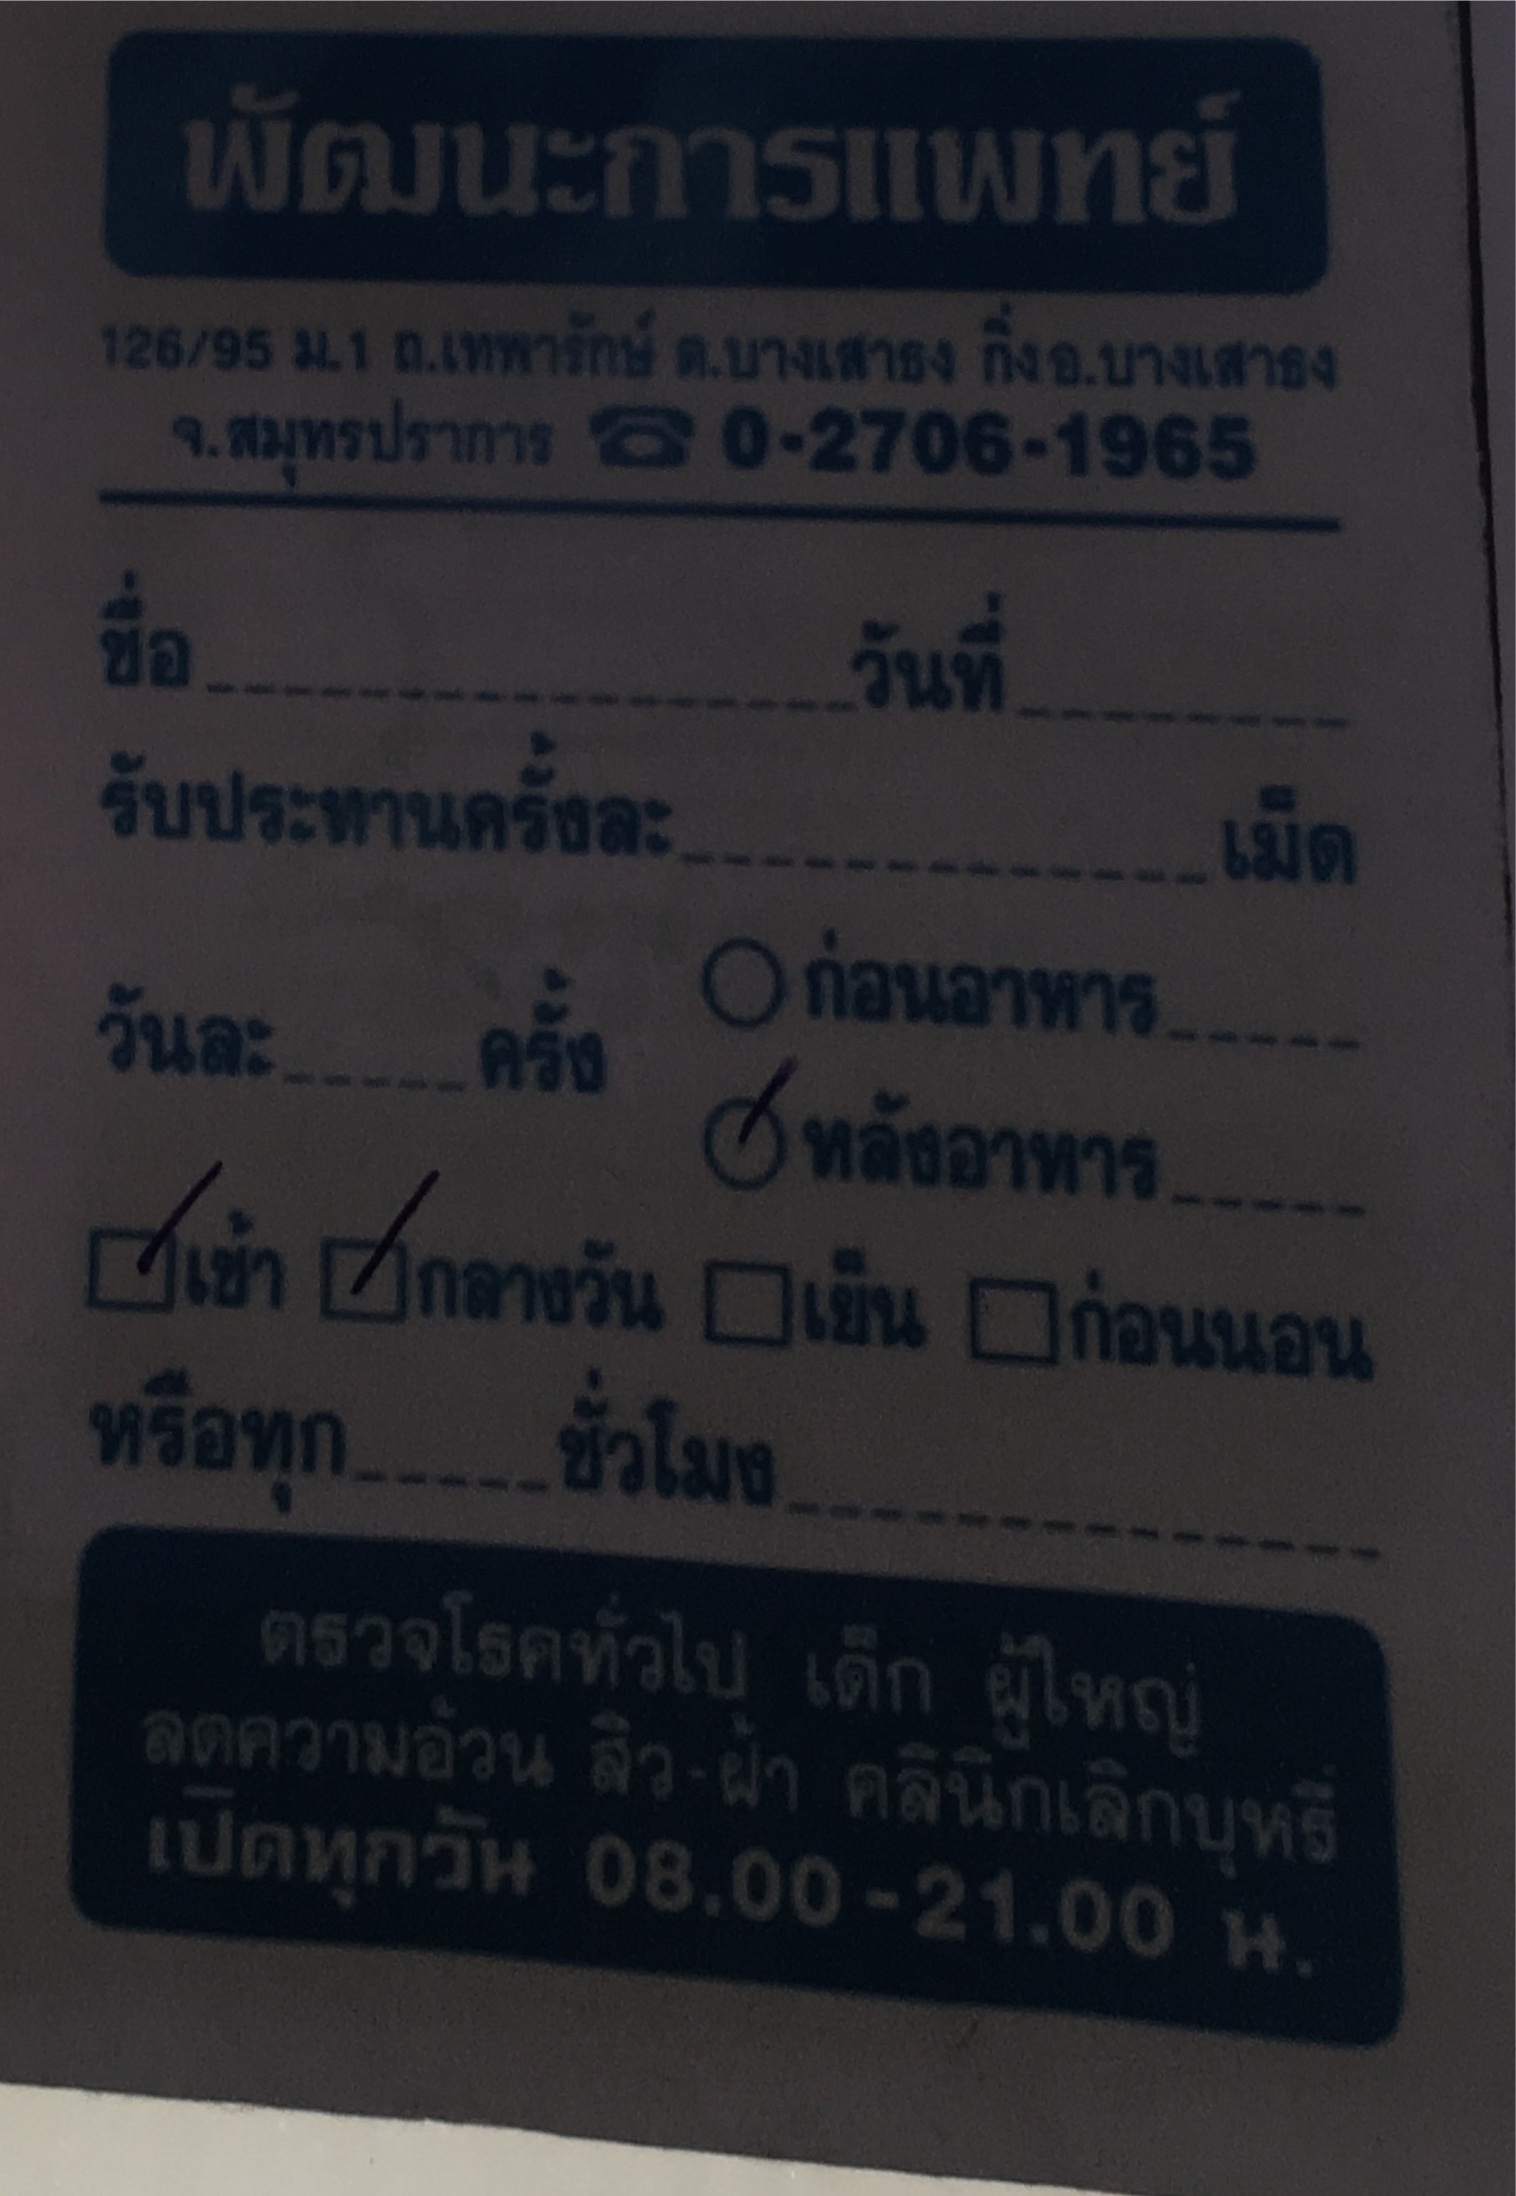 พัฒนะการแพทย์
126/95 ม.1 ถ.เทพารักษ์ ต.บางเสาธง กิ่งอ.บางเสาธง
จ.สมุทรปราการ ☎ 0-2706-1965
ชื่อ_______________วันที่________
รับประทานครั้งละ_____________เม็ด
○ ก่อนอาหาร_____
วันละ_____ครั้ง
☑ หลังอาหาร_____
☑ เช้า ☑ กลางวัน ☐ เย็น ☐ ก่อนนอน
หรือทุก_____ชั่วโมง______________
ตรวจโรคทั่วไป เด็ก ผู้ใหญ่
ลดความอ้วน สิว-ฝ้า คลินิกเลิกบุหรี่
เปิดทุกวัน 08.00-21.00 น.